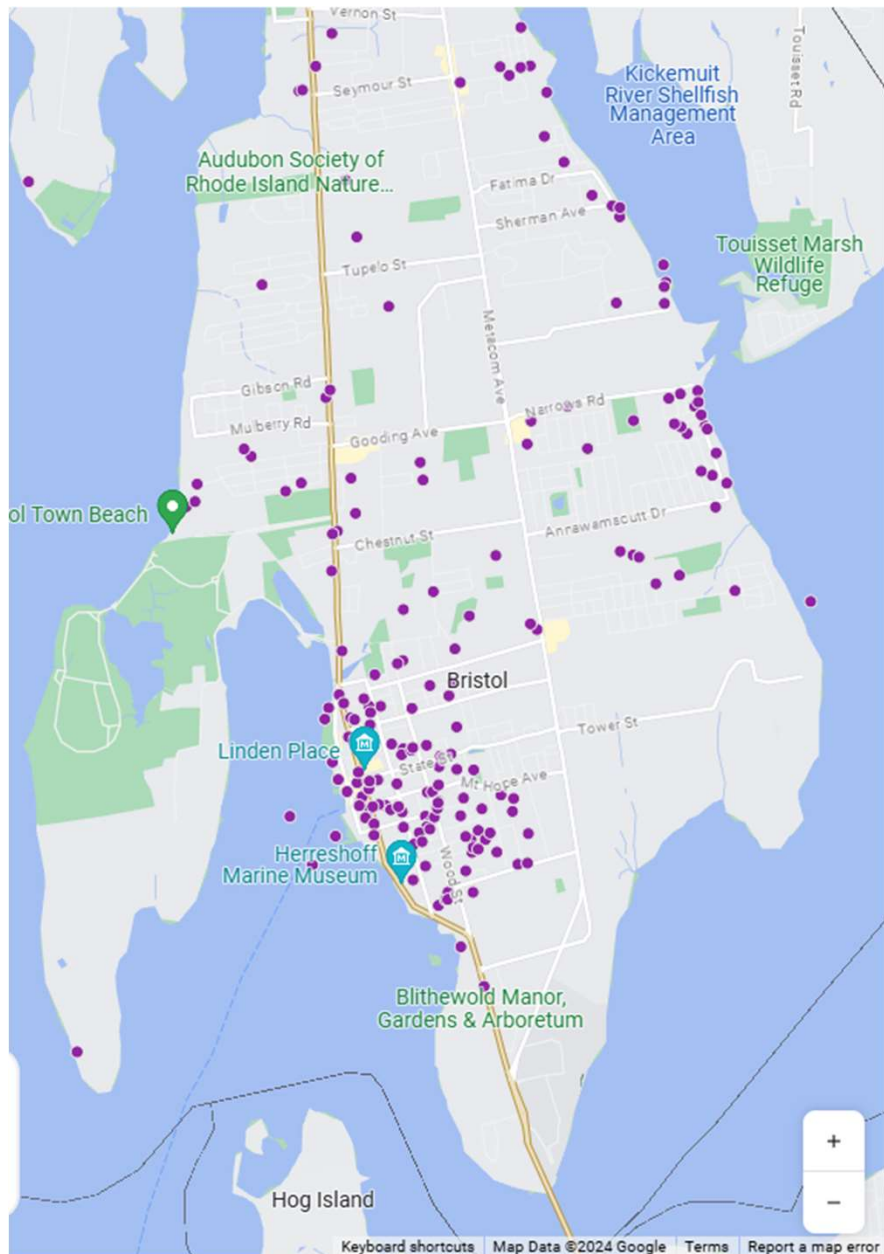 Vernon St
Touisset Rd
Kickemuit
River Shellfish
Management
Area
Seymour St
Audubon Society of
Rhode Island Nature...
Fatima Dr
Sherman Ave
Touisset Marsh
Wildlife
Refuge
Tupelo St
Metacom Ave
Gibson Rd
Narrows Rd
Mulberry Rd
Gooding Ave
ol Town Beach
Annawamscutt Dr
Chestnut St
Bristol
Tower St
Linden Place
State St
Mt Hope Ave
Herreshoff
Marine Museum
Wood St
Blithewold Manor,
Gardens & Arboretum
Hog Island
+
−
Keyboard shortcuts Map Data ©2024 Google Terms Report a map error